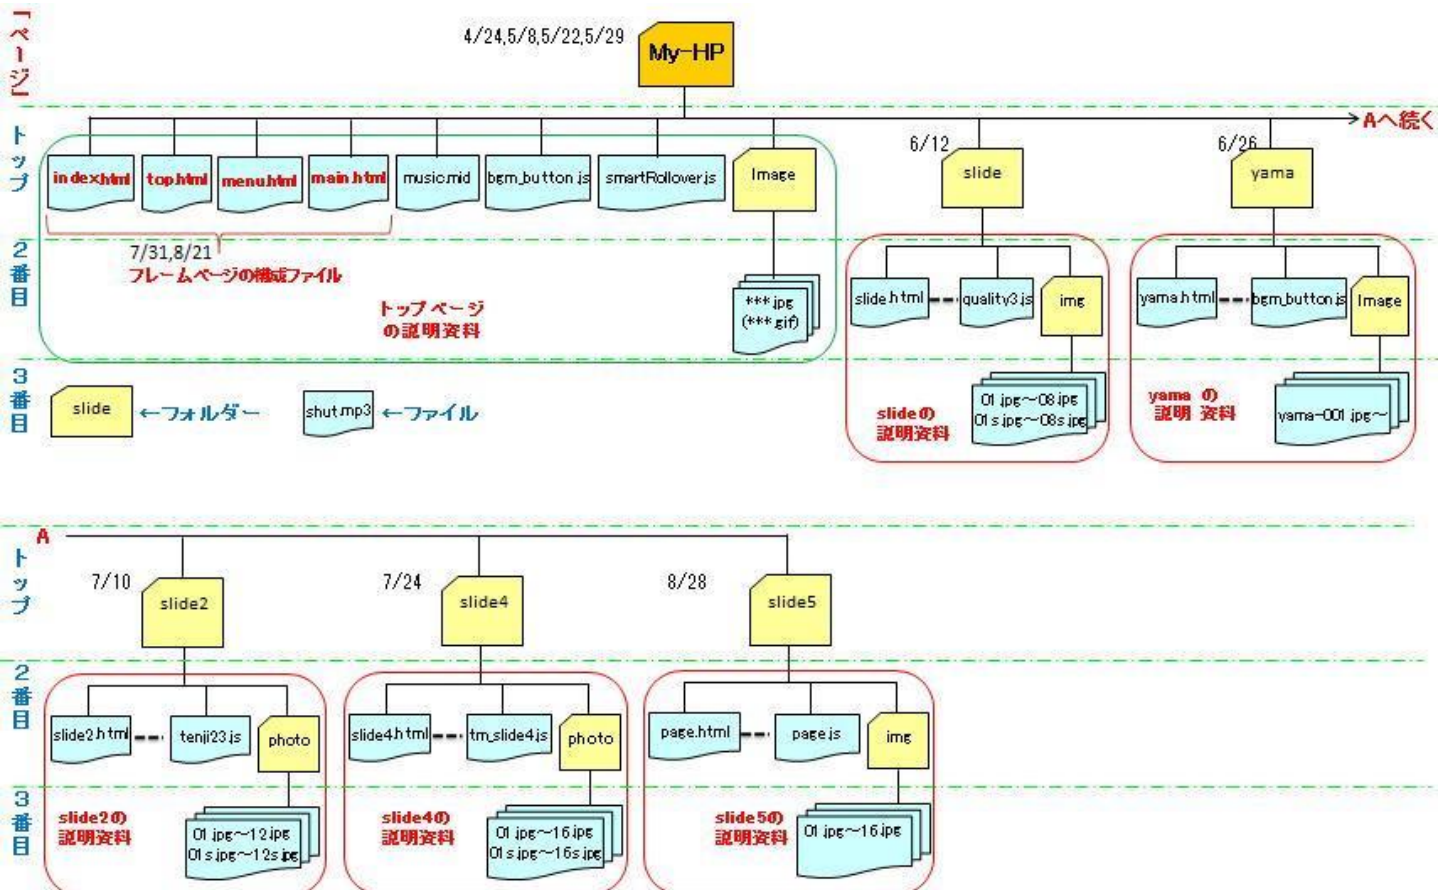 「ページ」
4/24,5/8,5/22,5/29
My-HP
トップ
Aへ続く
6/12
6/26
index.html
top.html
menu.html
main.html
music.mid
bgm_button.js
smartRollover.js
Image
slide
yama
2番目
7/31,8/21
フレームページの構成ファイル
トップページ
の説明資料
***.jpg
(***.gif)
slide.html
quality3.js
img
yama.html
bgm_button.js
Image
3番目
slide
←フォルダー
shut.mp3
←ファイル
slideの
説明資料
01.jpg~08.jpg
01s.jpg~08s.jpg
yama の
説明 資料
yama-001.jpg~
A
トップ
7/10
slide2
7/24
slide4
8/28
slide5
2番目
slide2.html
tenji23.js
photo
slide4.html
tm_slide4.js
photo
page.html
page.js
img
3番目
slide2の
説明資料
01.jpg~12.jpg
01s.jpg~12s.jpg
slide4の
説明資料
01.jpg~16.jpg
01s.jpg~16s.jpg
slide5の
説明資料
01.jpg~16.jpg